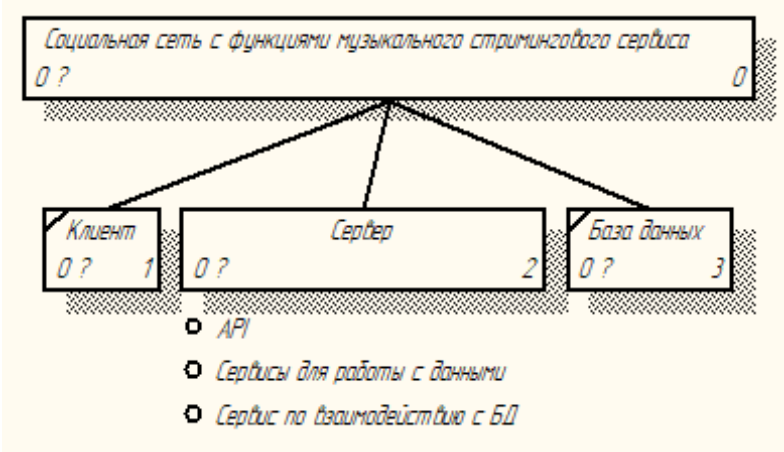 Социальная сеть с функциями музыкального стримингового сервиса
0 ? 0
Клиент
0 ? 1
Сервер
0 ? 2
База данных
0 ? 3
API
Сервисы для работы с данными
Сервис по взаимодействию с БД